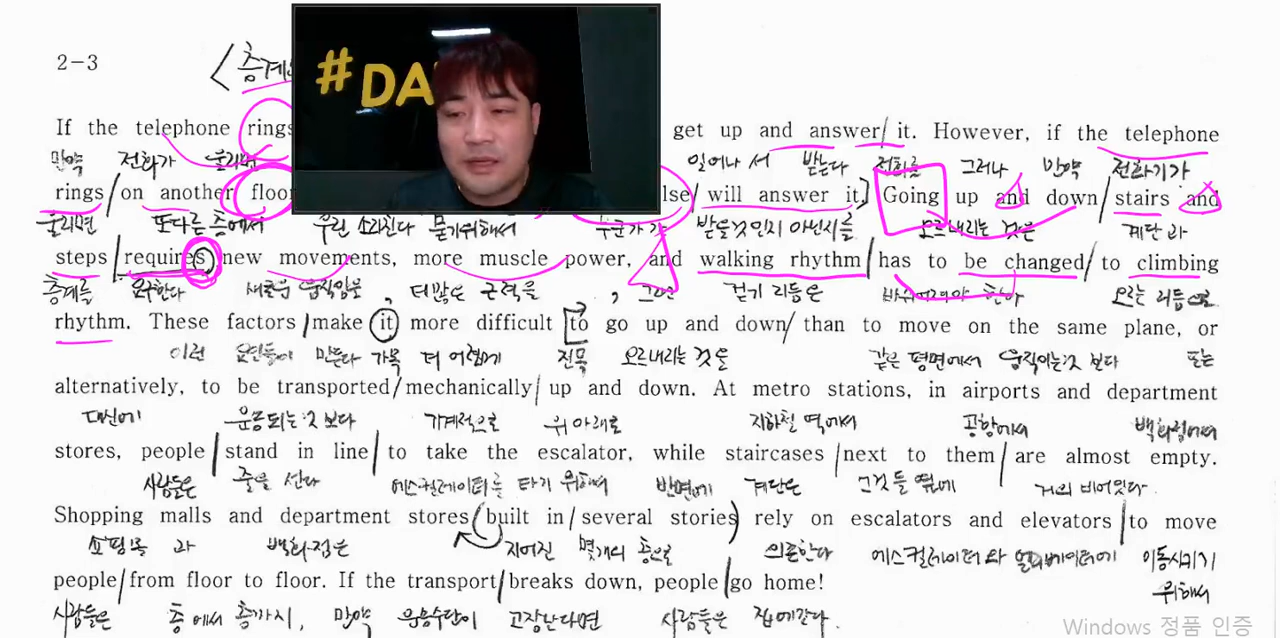 2-3 <층계
#DA
If the telephone rings get up and answer it. However, if the telephone
만약 전화가 울리면 일어나서 받는다 전화를 그러나 만약 전화기가
rings on another floor lse will answer it. Going up and down stairs and
울리면 또다른 층에서 우린 소리친다 묻기위해서 누군가가 받을것인지 아닌지를 오르내리는 것은 계단과
steps requires new movements, more muscle power, and walking rhythm has to be changed to climbing
층계를 요구한다 새로운 움직임을, 더많은 근력을, 그리고 걷기 리듬은 바뀌어져야 한다 오르는 리듬으로
rhythm. These factors make it more difficult to go up and down than to move on the same plane, or
이런 요인들이 만든다 가목 더 어렵게 진목 오르내리는 것을 같은 평면에서 움직이는것 보다 또는
alternatively, to be transported mechanically up and down. At metro stations, in airports and department
대신에 운송되는것 보다 기계적으로 위 아래로 지하철 역에서 공항에서 백화점에서
stores, people stand in line to take the escalator, while staircases next to them are almost empty.
사람들은 줄을 선다 에스컬레이터를 타기 위해서 반면에 계단은 그것들 옆에 거의 비어있다.
Shopping malls and department stores (built in several stories) rely on escalators and elevators to move
쇼핑몰 과 백화점은 지어진 몇개의 층으로 의존한다 에스컬레이터와 엘리베이터에 이동시키기
people from floor to floor. If the transport breaks down, people go home!
위해서
사람들은 층에서 층까지, 만약 운송수단이 고장난다면 사람들은 집에간다.
Windows 정품 인증